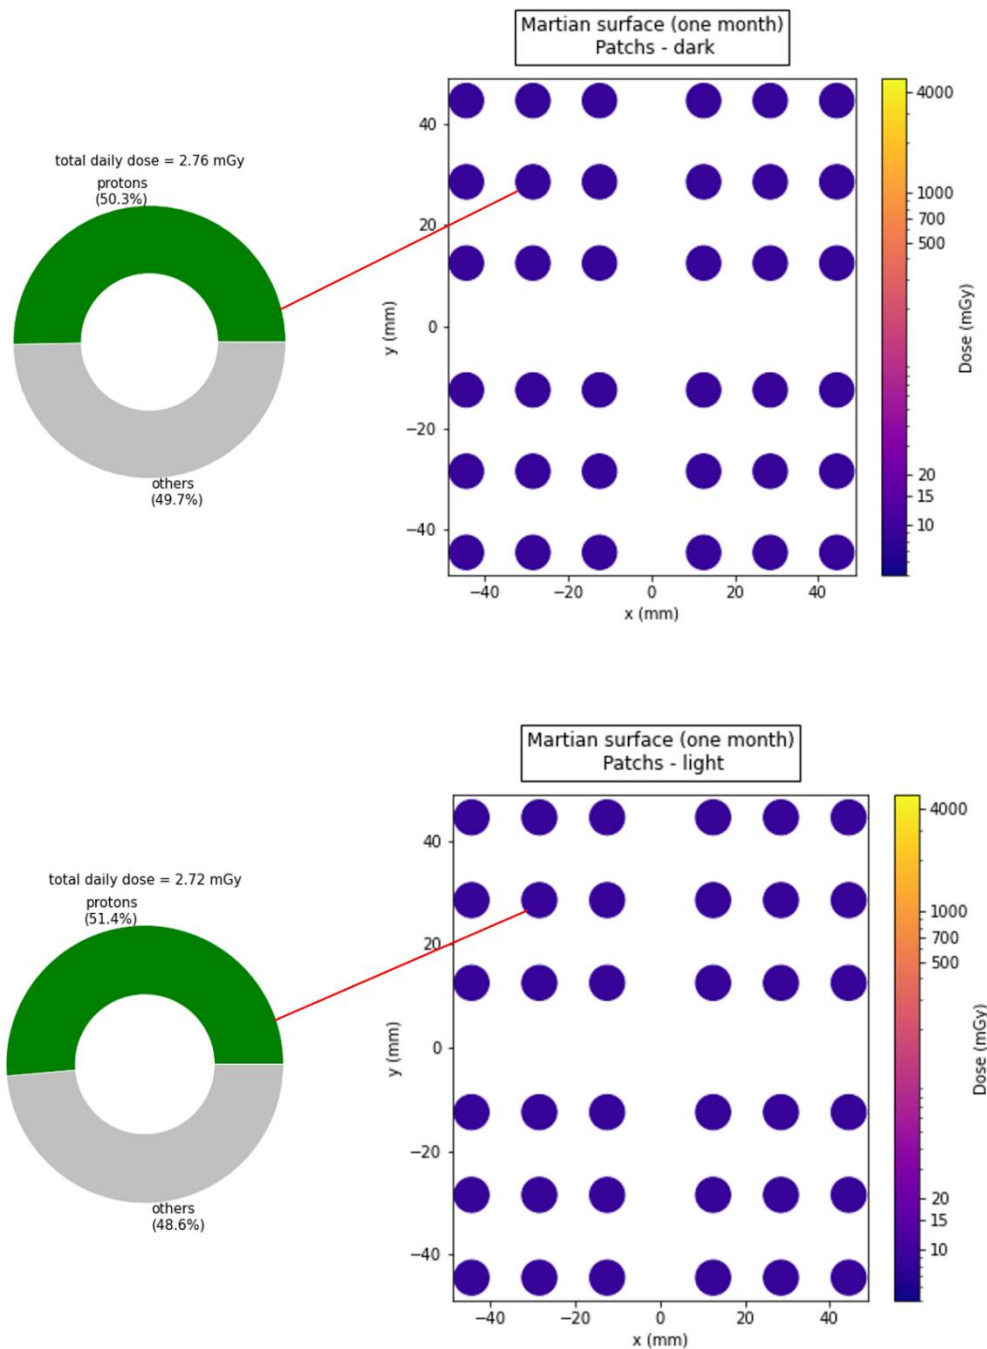 Martian surface (one month)
Patchs - dark
total daily dose = 2.76 mGy
protons
(50.3%)
others
(49.7%)
40
20
0
−20
−40
y (mm)
−40 −20 0 20 40
x (mm)
4000
1000
700
500
20
15
10
Dose (mGy)
Martian surface (one month)
Patchs - light
total daily dose = 2.72 mGy
protons
(51.4%)
others
(48.6%)
40
20
0
−20
−40
y (mm)
−40 −20 0 20 40
x (mm)
4000
1000
700
500
20
15
10
Dose (mGy)